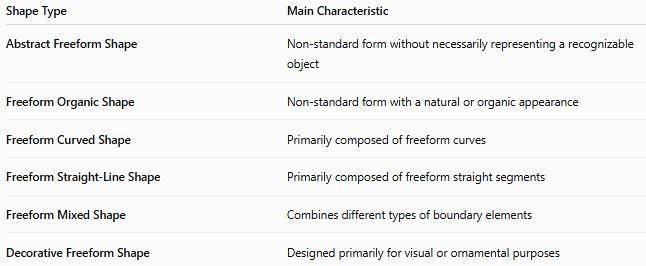 Shape Type Main Characteristic
Abstract Freeform Shape Non-standard form without necessarily representing a recognizable
object
Freeform Organic Shape Non-standard form with a natural or organic appearance
Freeform Curved Shape Primarily composed of freeform curves
Freeform Straight-Line Shape Primarily composed of freeform straight segments
Freeform Mixed Shape Combines different types of boundary elements
Decorative Freeform Shape Designed primarily for visual or ornamental purposes